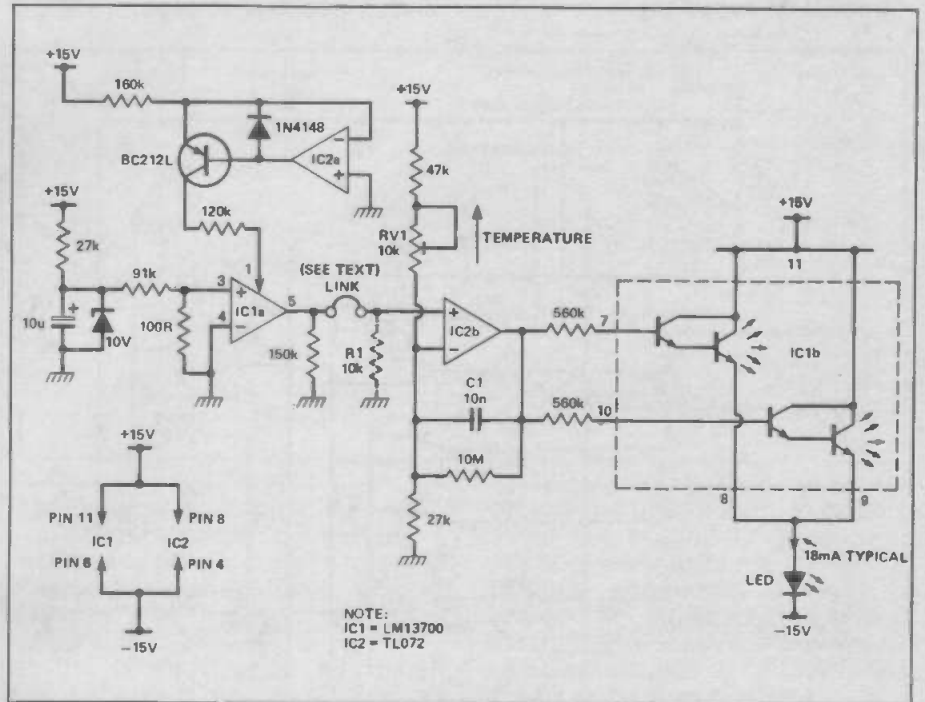 +15V
160k
1N4148
BC212L
IC2a
−
+
+15V
47k
RV1
10k
TEMPERATURE
+15V
27k
120k
91k
1
3
+
IC1a
4
−
5
(SEE TEXT)
LINK
10u
+
10V
100R
150k
R1
10k
+
IC2b
−
560k
7
+15V
11
IC1b
C1
10n
560k
10
10M
27k
8
9
18mA TYPICAL
LED
−15V
+15V
PIN 11
PIN 8
IC1
IC2
PIN 6
PIN 4
−15V
NOTE:
IC1 = LM13700
IC2 = TL072